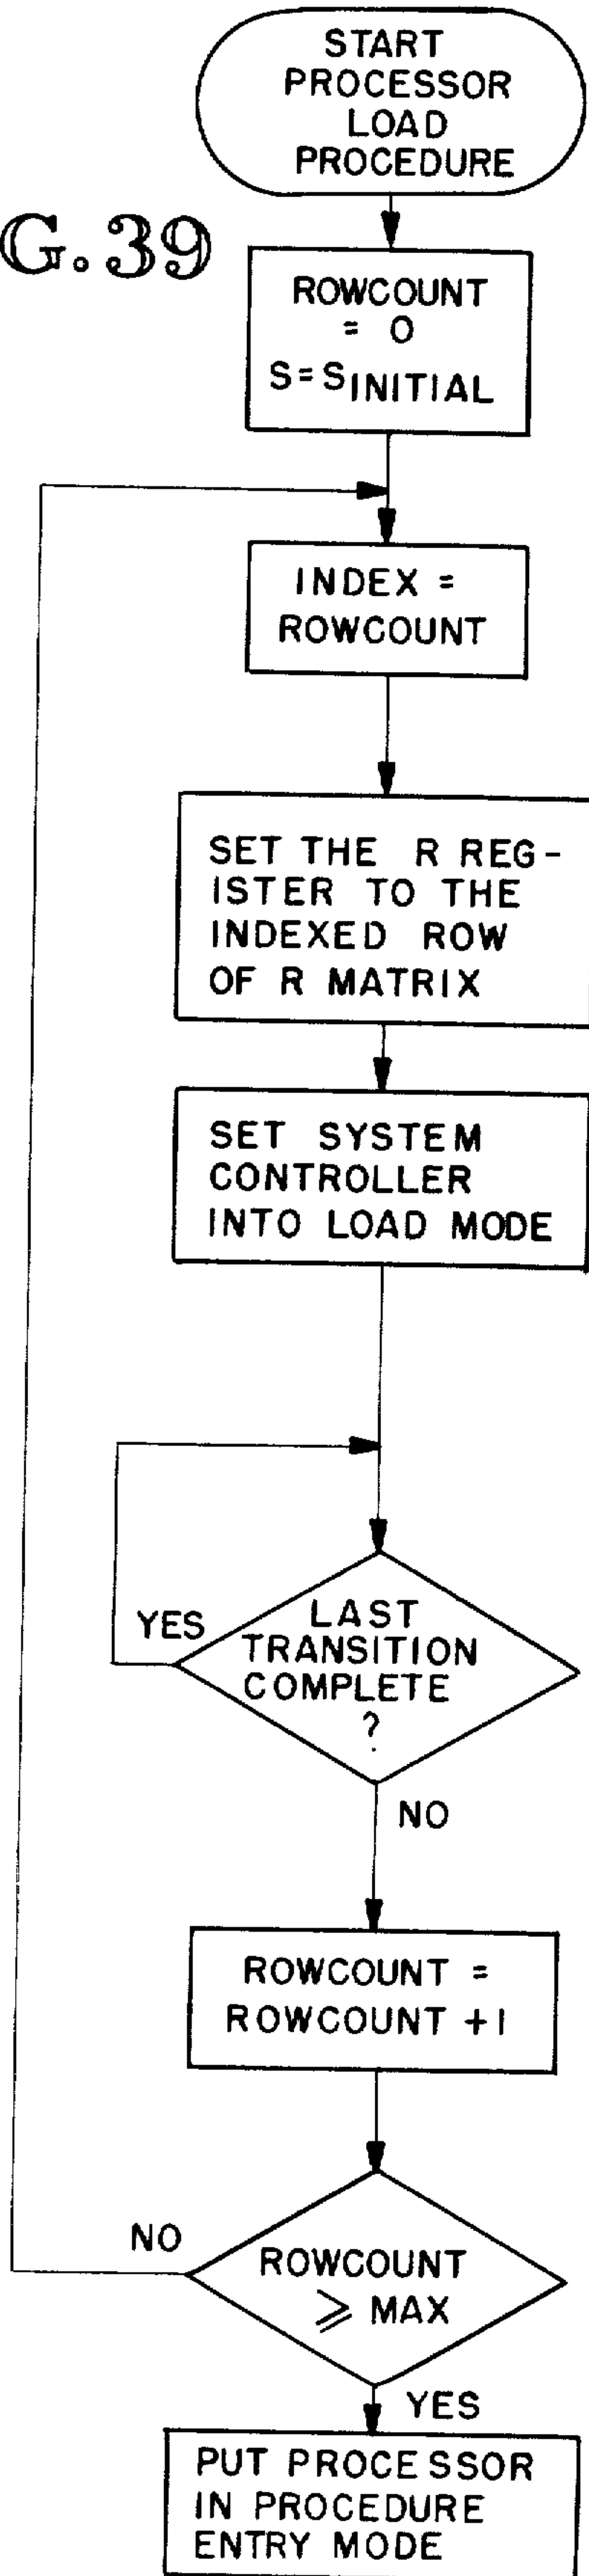 START
PROCESSOR
LOAD
PROCEDURE
G.39
ROWCOUNT
= 0
S=SINITIAL
INDEX =
ROWCOUNT
SET THE R REG-
ISTER TO THE
INDEXED ROW
OF R MATRIX
SET SYSTEM
CONTROLLER
INTO LOAD MODE
YES
LAST
TRANSITION
COMPLETE
?
NO
ROWCOUNT =
ROWCOUNT +1
NO
ROWCOUNT
⩾ MAX
YES
PUT PROCESSOR
IN PROCEDURE
ENTRY MODE